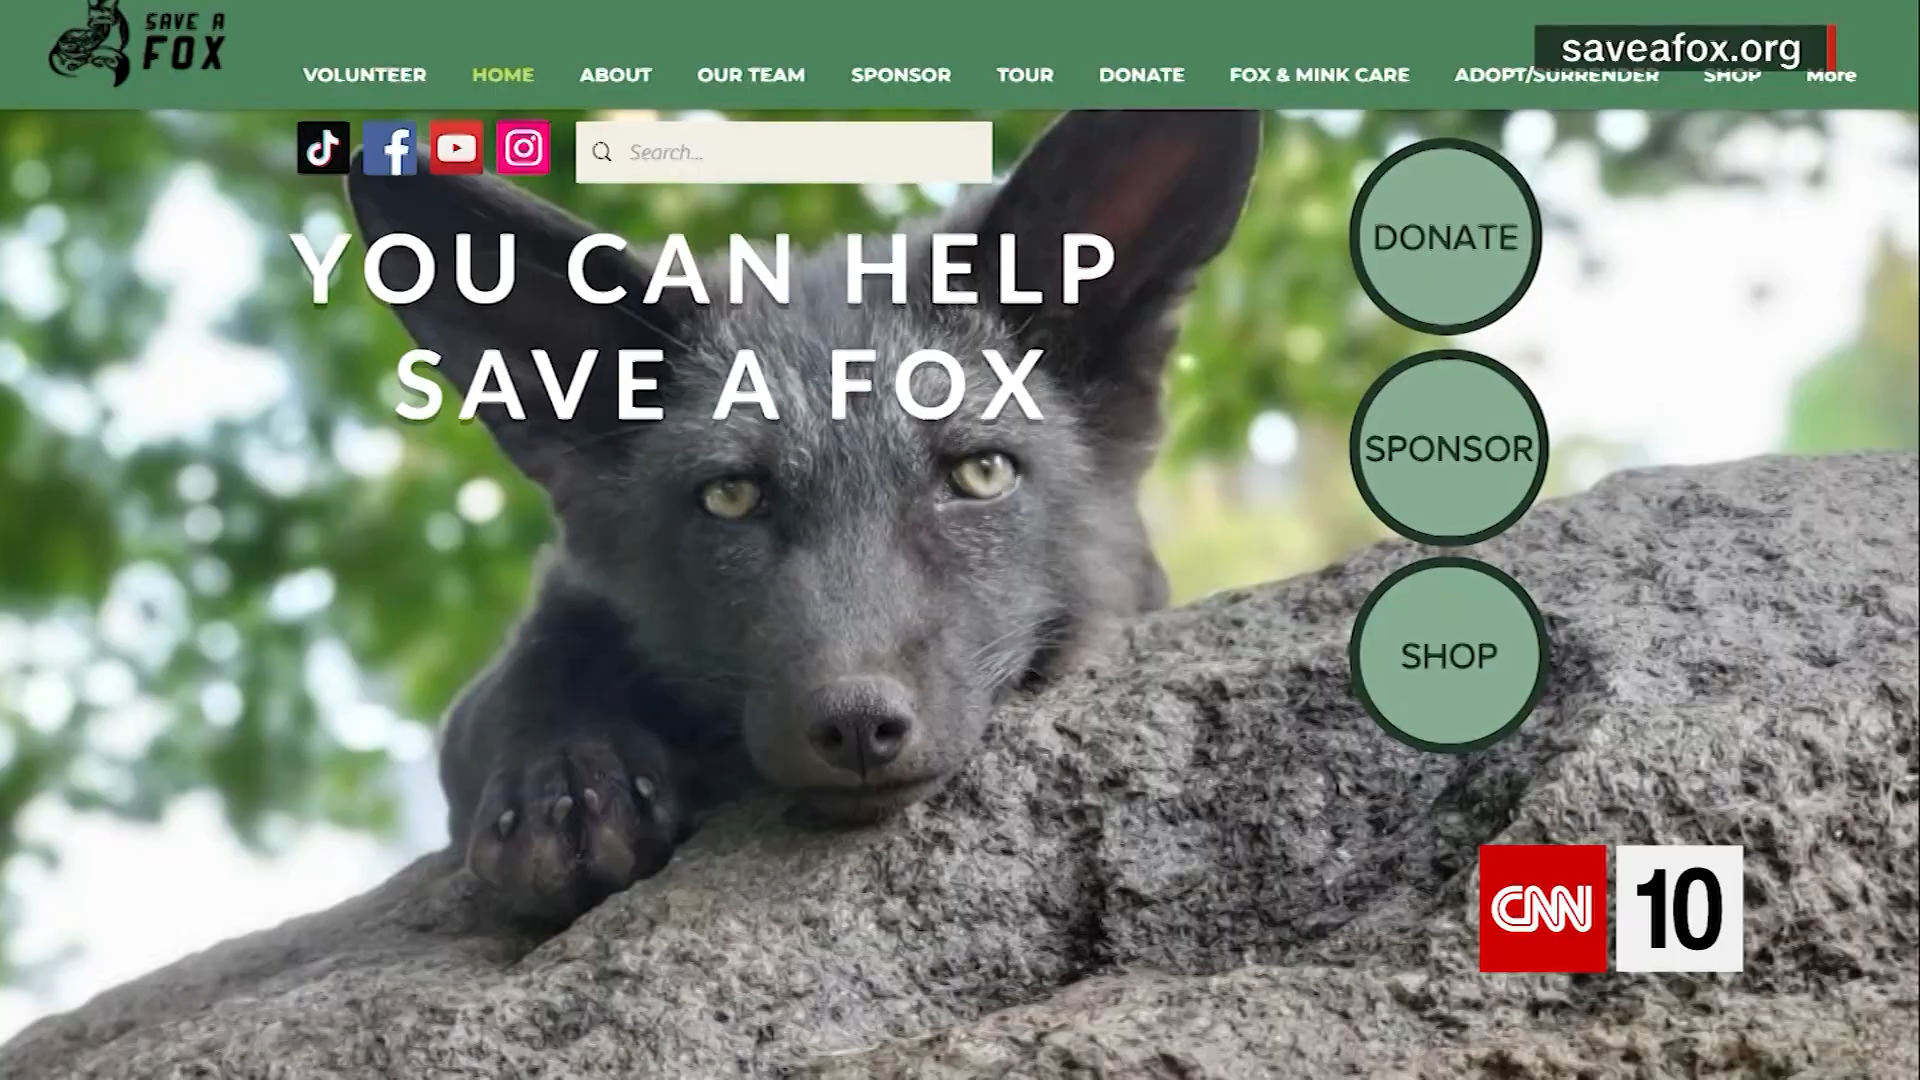 SAVE A
FOX
saveafox.org
VOLUNTEER HOME ABOUT OUR TEAM SPONSOR TOUR DONATE FOX & MINK CARE ADOPT/SURRENDER SHOP More
Search...
YOU CAN HELP
SAVE A FOX
DONATE
SPONSOR
SHOP
CNN 10